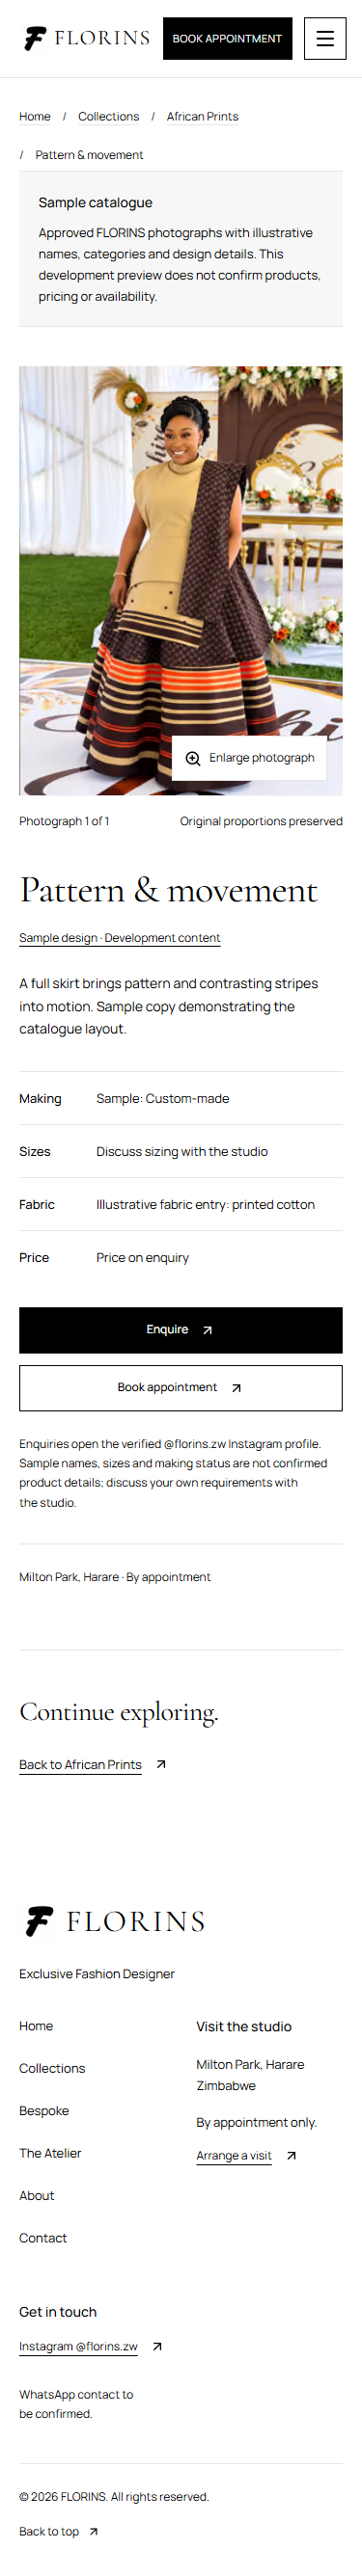 F FLORINS
BOOK APPOINTMENT
Home / Collections / African Prints
/ Pattern & movement
Sample catalogue
Approved FLORINS photographs with illustrative
names, categories and design details. This
development preview does not confirm products,
pricing or availability.
Enlarge photograph
Photograph 1 of 1
Original proportions preserved
Pattern & movement
Sample design · Development content
A full skirt brings pattern and contrasting stripes
into motion. Sample copy demonstrating the
catalogue layout.
Making Sample: Custom-made
Sizes Discuss sizing with the studio
Fabric Illustrative fabric entry: printed cotton
Price Price on enquiry
Enquire
Book appointment
Enquiries open the verified @florins.zw Instagram profile.
Sample names, sizes and making status are not confirmed
product details; discuss your own requirements with
the studio.
Milton Park, Harare · By appointment
Continue exploring.
Back to African Prints
F FLORINS
Exclusive Fashion Designer
Home
Collections
Bespoke
The Atelier
About
Contact
Visit the studio
Milton Park, Harare
Zimbabwe
By appointment only.
Arrange a visit
Get in touch
Instagram @florins.zw
WhatsApp contact to
be confirmed.
© 2026 FLORINS. All rights reserved.
Back to top